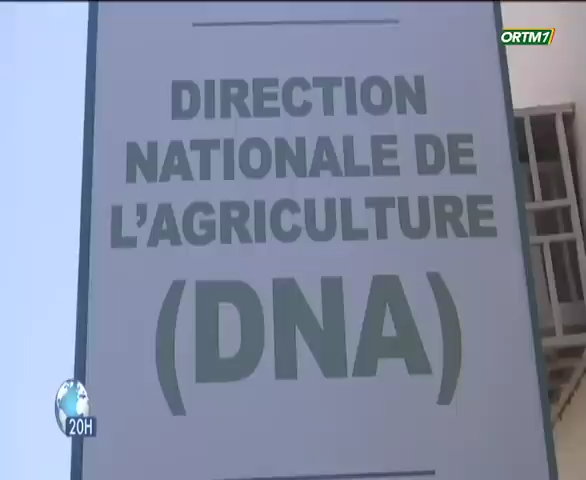 ORTM1
DIRECTION
NATIONALE DE
L'AGRICULTURE
(DNA)
20H